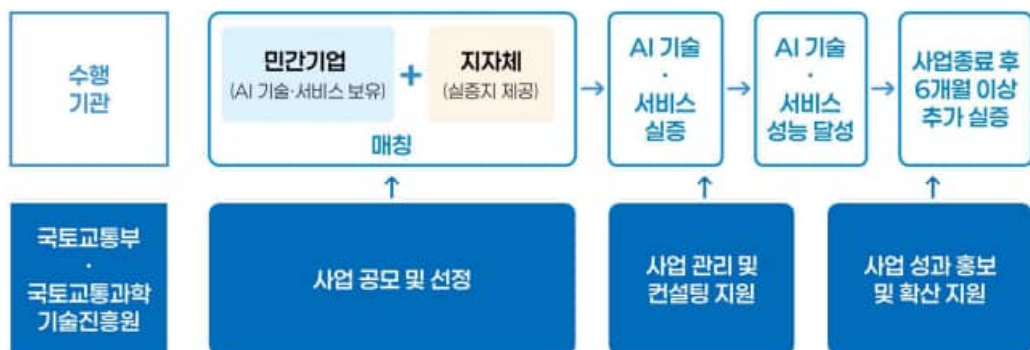 수행
기관
민간기업
(AI 기술·서비스 보유)
+
지자체
(실증지 제공)
매칭
AI 기술
·
서비스
실증
AI 기술
·
서비스
성능 달성
사업종료 후
6개월 이상
추가 실증
국토교통부
·
국토교통과학
기술진흥원
사업 공모 및 선정
사업 관리 및
컨설팅 지원
사업 성과 홍보
및 확산 지원